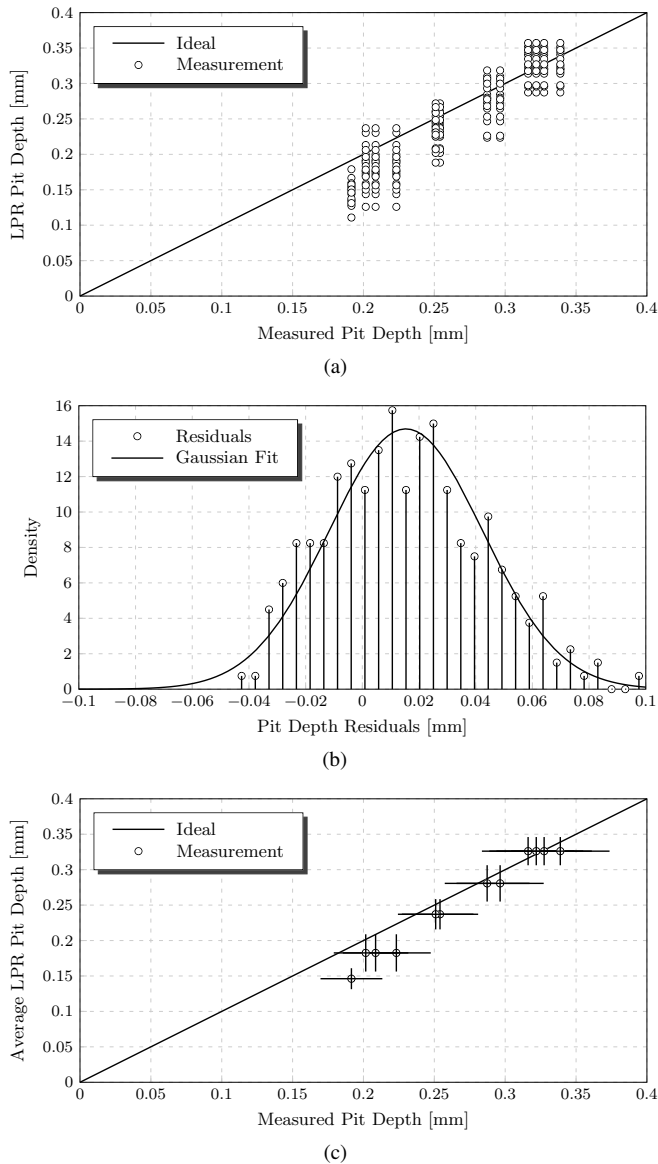 0.4
0.35
0.3
0.25
0.2
0.15
0.1
0.05
0
LPR Pit Depth [mm]
Ideal
Measurement
0 0.05 0.1 0.15 0.2 0.25 0.3 0.35 0.4
Measured Pit Depth [mm]
(a)
16
14
12
10
8
6
4
2
0
Density
Residuals
Gaussian Fit
−0.1 −0.08 −0.06 −0.04 −0.02 0 0.02 0.04 0.06 0.08 0.1
Pit Depth Residuals [mm]
(b)
0.4
0.35
0.3
0.25
0.2
0.15
0.1
0.05
0
Average LPR Pit Depth [mm]
Ideal
Measurement
0 0.05 0.1 0.15 0.2 0.25 0.3 0.35 0.4
Measured Pit Depth [mm]
(c)